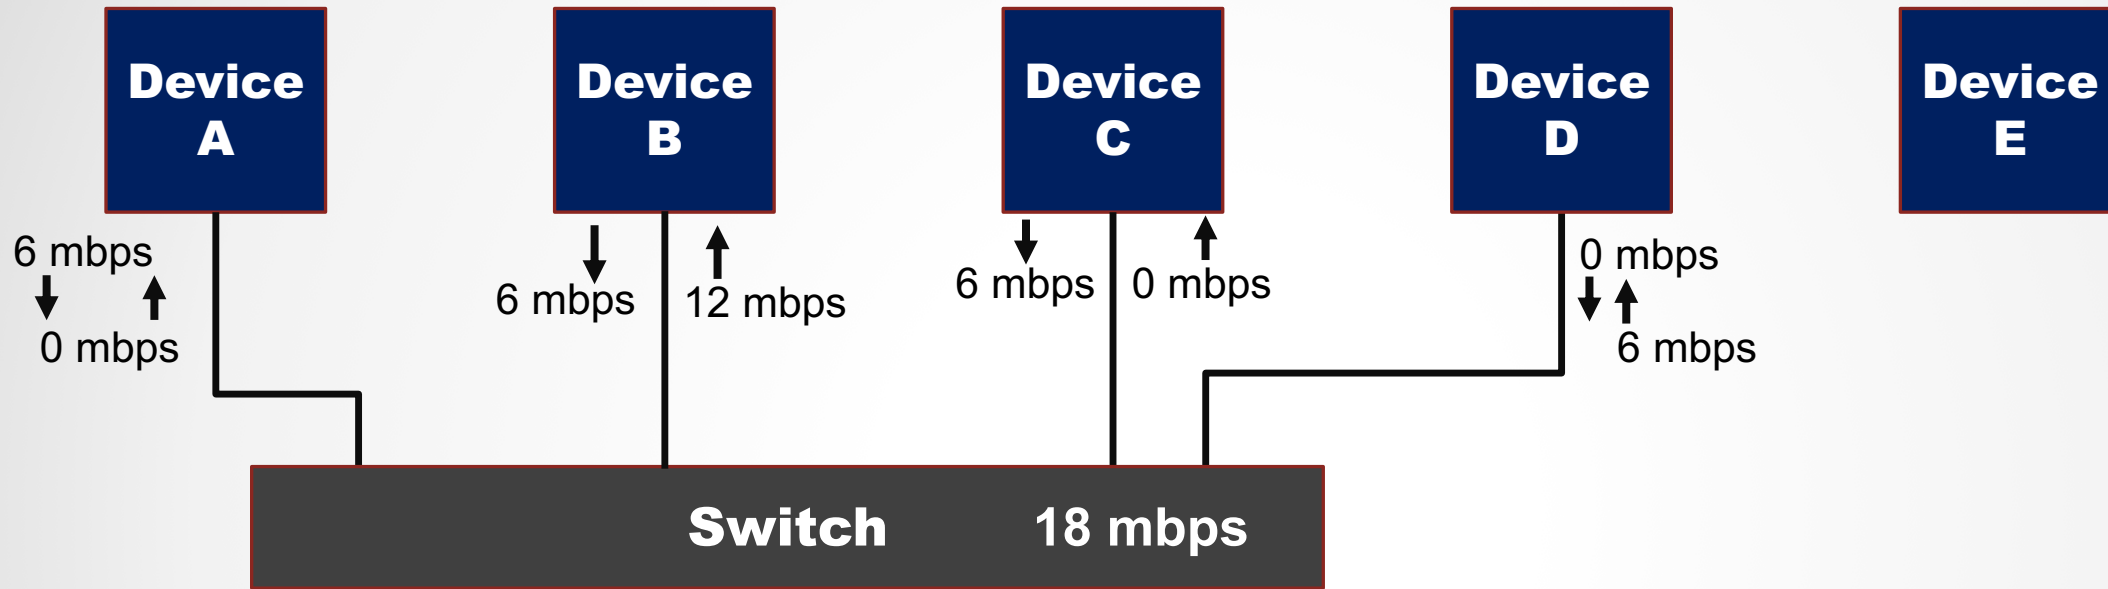 Device
A
Device
B
Device
C
Device
D
Device
E
6 mbps
0 mbps
6 mbps
12 mbps
6 mbps
0 mbps
0 mbps
6 mbps
Switch 18 mbps